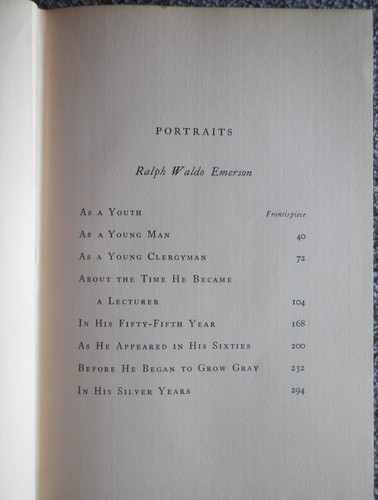 PORTRAITS
Ralph Waldo Emerson
AS A YOUTH Frontispiece
AS A YOUNG MAN 40
AS A YOUNG CLERGYMAN 72
ABOUT THE TIME HE BECAME
A LECTURER 104
IN HIS FIFTY-FIFTH YEAR 168
AS HE APPEARED IN HIS SIXTIES 200
BEFORE HE BEGAN TO GROW GRAY 232
IN HIS SILVER YEARS 294